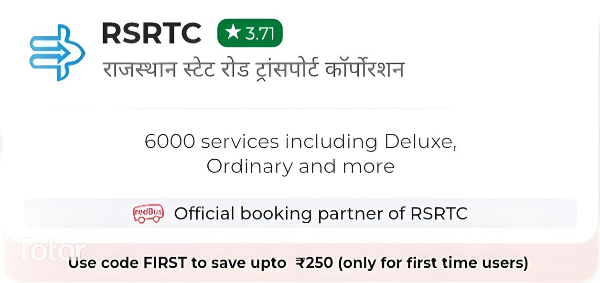 RSRTC ★ 3.71
राजस्थान स्टेट रोड ट्रांसपोर्ट कॉर्पोरशन
6000 services including Deluxe,
Ordinary and more
redBus Official booking partner of RSRTC
fotor
Use code FIRST to save upto ₹250 (only for first time users)